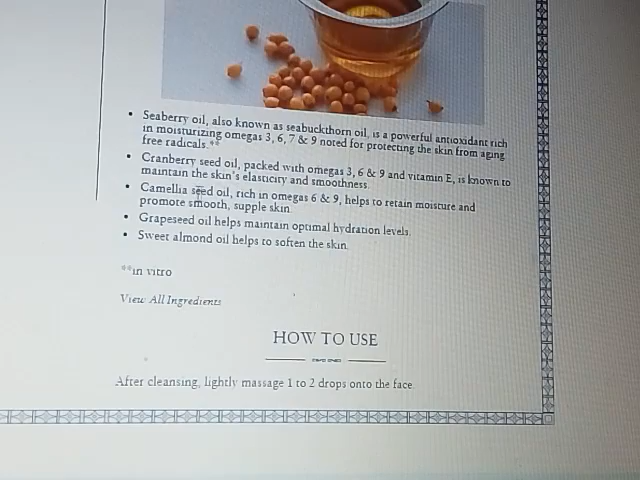 • Seaberry oil, also known as seabuckthorn oil, is a powerful antioxidant rich
in moisturizing omegas 3, 6, 7 & 9 noted for protecting the skin from aging
free radicals.**
• Cranberry seed oil, packed with omegas 3, 6 & 9 and vitamin E, is known to
maintain the skin's elasticity and smoothness.
• Camellia seed oil, rich in omegas 6 & 9, helps to retain moisture and
promote smooth, supple skin.
• Grapeseed oil helps maintain optimal hydration levels.
• Sweet almond oil helps to soften the skin.
**in vitro
View All Ingredients
HOW TO USE
After cleansing, lightly massage 1 to 2 drops onto the face.